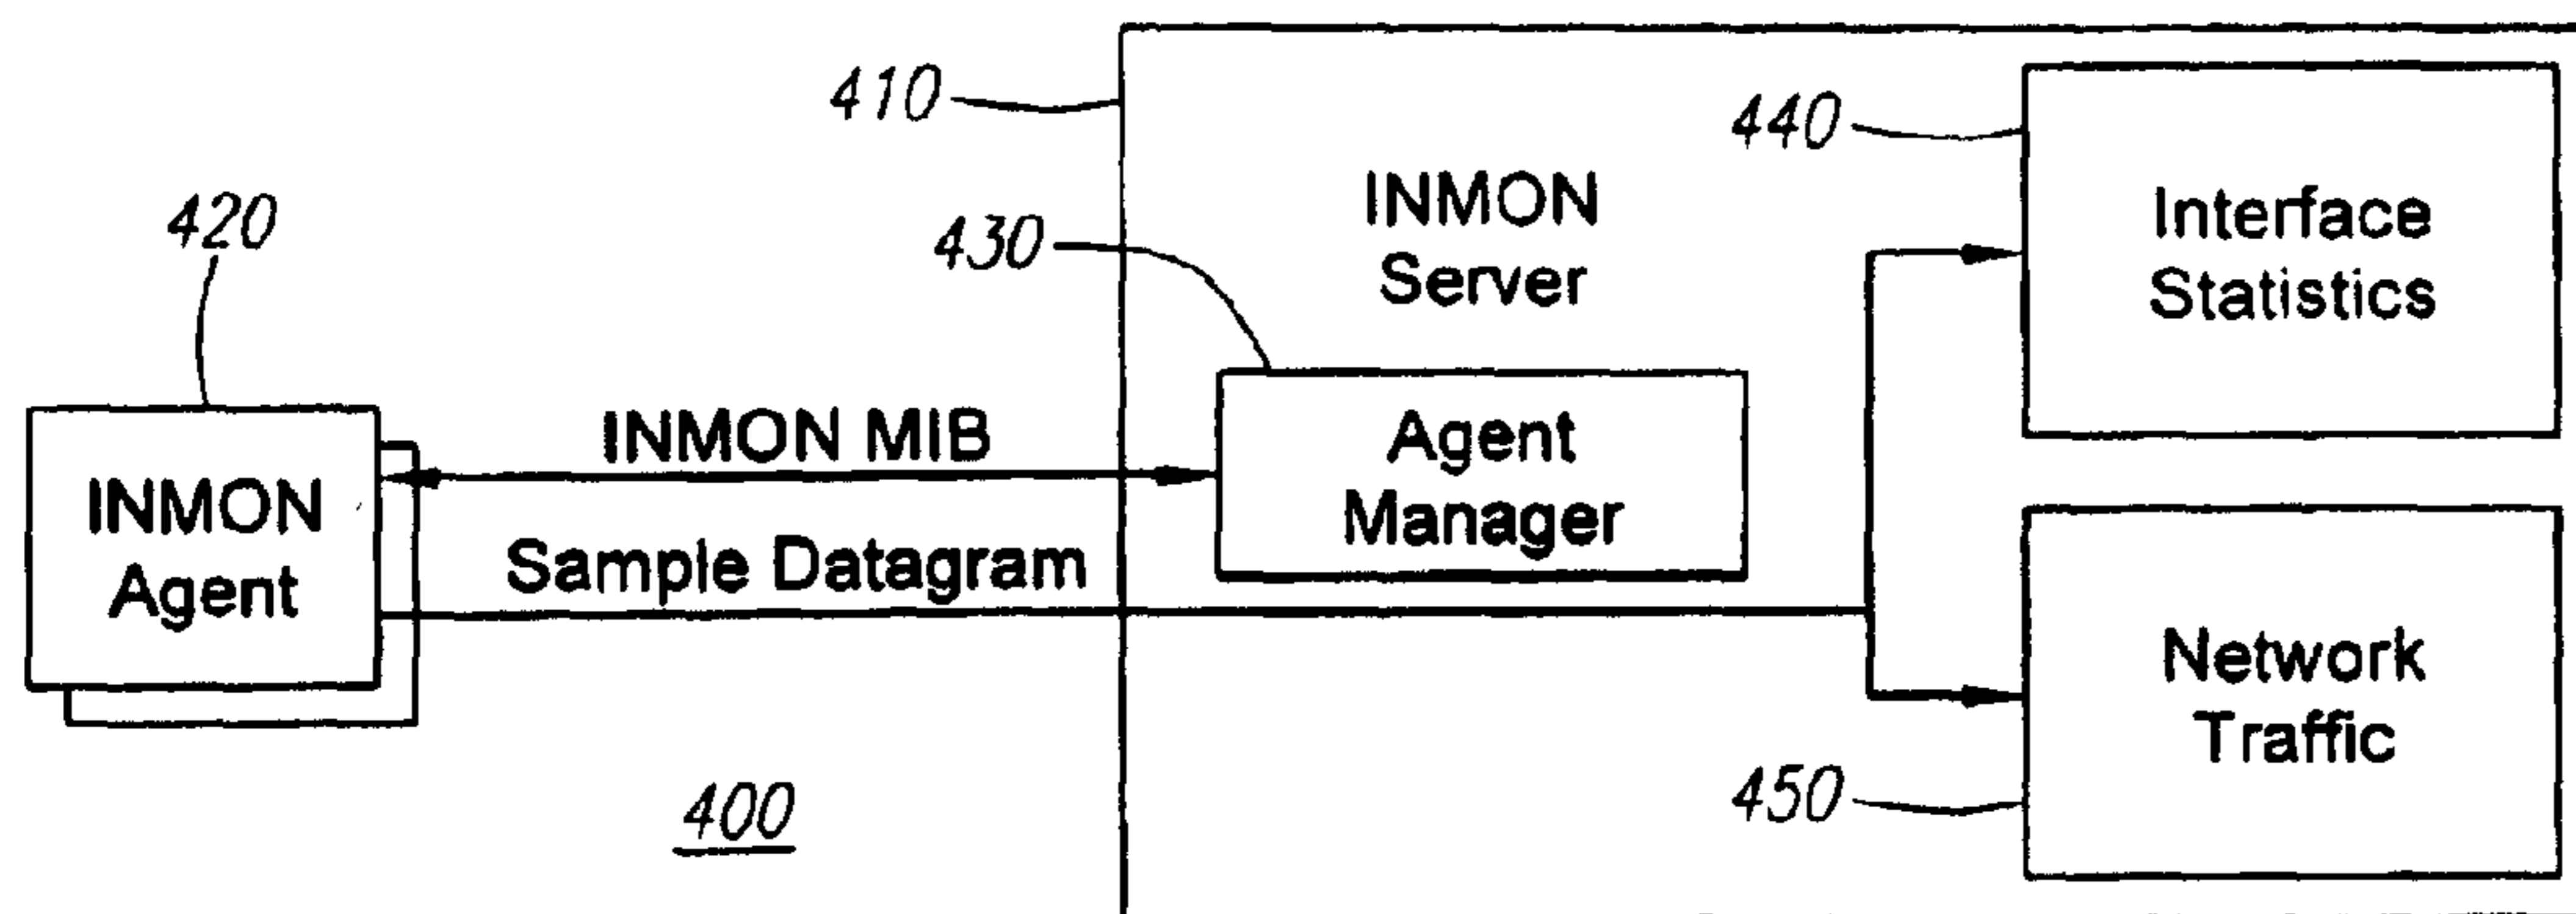 410
440
INMON
Server
Interface
Statistics
420
430
INMON MIB
Agent
Manager
INMON
Agent
Sample Datagram
Network
Traffic
400
450